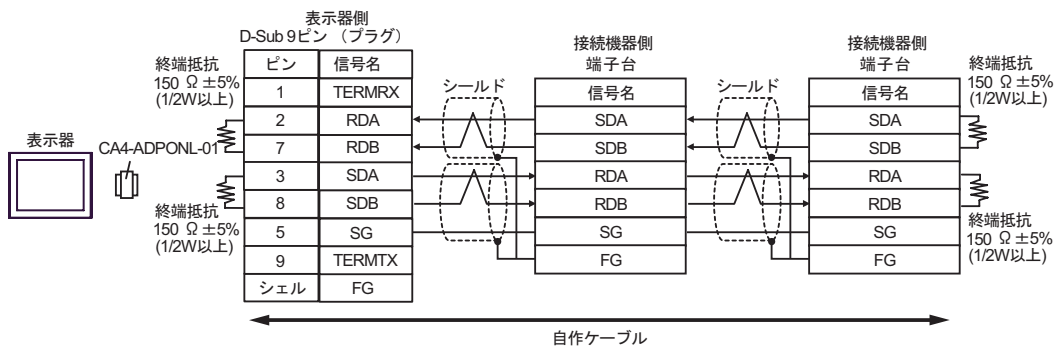 表示器側
D-Sub 9ピン （プラグ）
接続機器側
端子台
接続機器側
端子台
終端抵抗
150 Ω ±5%
(1/2W以上)
ピン 信号名
1 TERMRX
2 RDA
7 RDB
3 SDA
8 SDB
5 SG
9 TERMTX
シェル FG
シールド
信号名
SDA
SDB
RDA
RDB
SG
FG
シールド
信号名
SDA
SDB
RDA
RDB
SG
FG
終端抵抗
150 Ω ±5%
(1/2W以上)
表示器
CA4-ADPONL-01
終端抵抗
150 Ω ±5%
(1/2W以上)
終端抵抗
150 Ω ±5%
(1/2W以上)
自作ケーブル